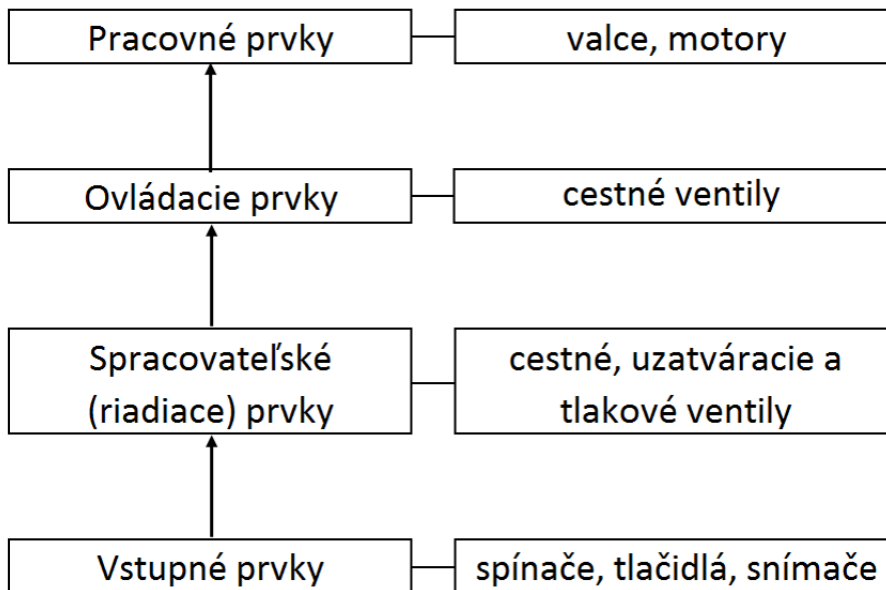 Pracovné prvky
valce, motory
Ovládacie prvky
cestné ventily
Spracovateľské
(riadiace) prvky
cestné, uzatváracie a
tlakové ventily
Vstupné prvky
spínače, tlačidlá, snímače